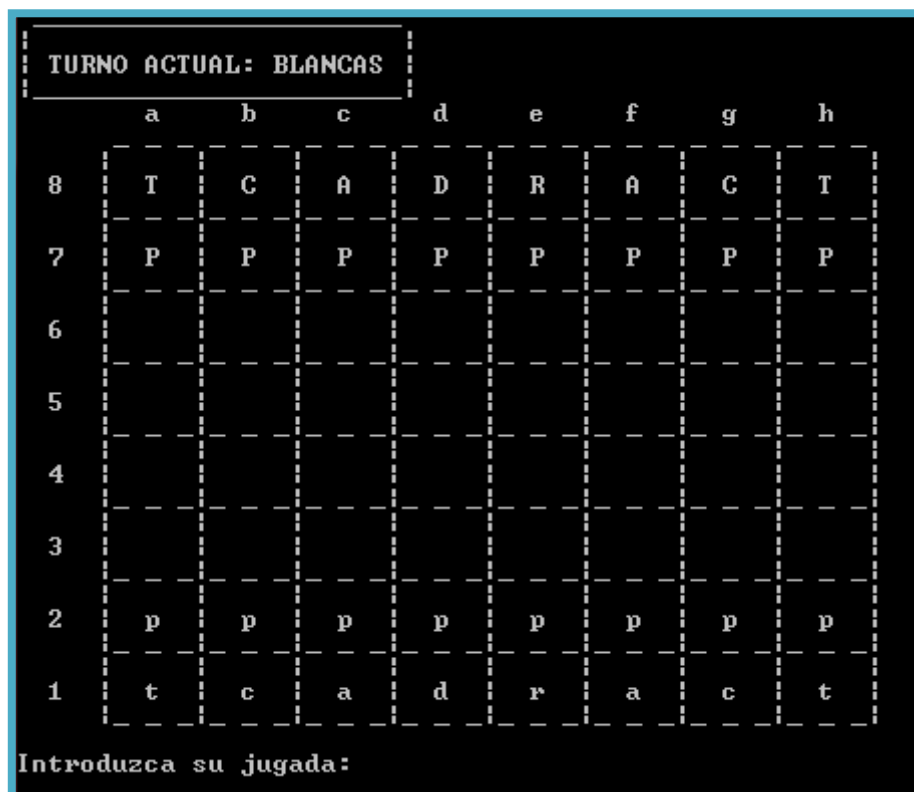 TURNO ACTUAL: BLANCAS
a b c d e f g h
8 T C A D R A C T
7 P P P P P P P P
6
5
4
3
2 p p p p p p p p
1 t c a d r a c t
Introduzca su jugada: